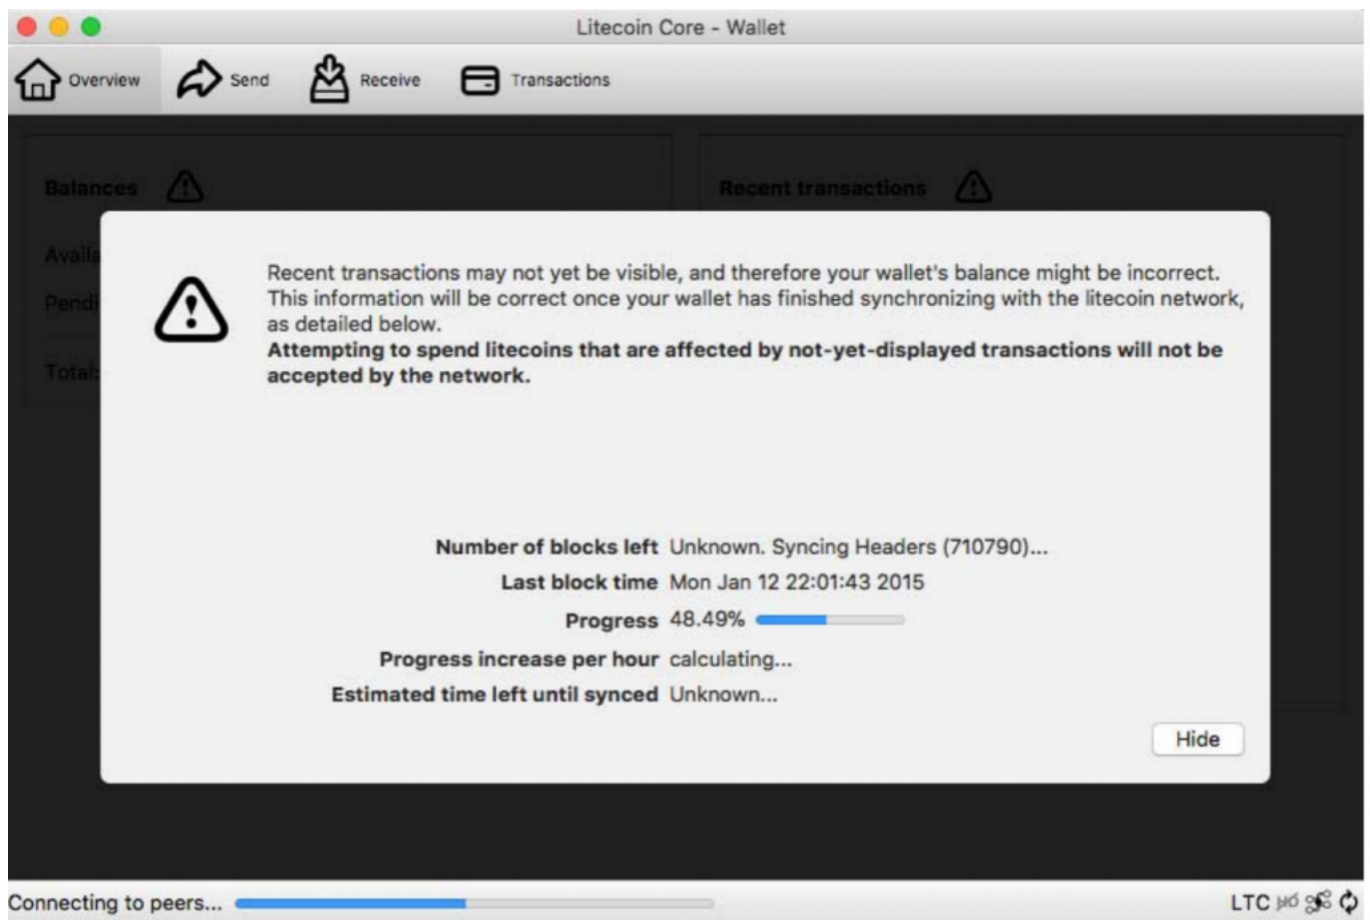 Litecoin Core - Wallet
Overview
Send
Receive
Transactions
Balances
Recent transactions
Total:
Recent transactions may not yet be visible, and therefore your wallet's balance might be incorrect.
This information will be correct once your wallet has finished synchronizing with the litecoin network,
as detailed below.
Attempting to spend litecoins that are affected by not-yet-displayed transactions will not be
accepted by the network.
Number of blocks left Unknown. Syncing Headers (710790)...
Last block time Mon Jan 12 22:01:43 2015
Progress 48.49%
Progress increase per hour calculating...
Estimated time left until synced Unknown...
Hide
Connecting to peers...
LTC HD